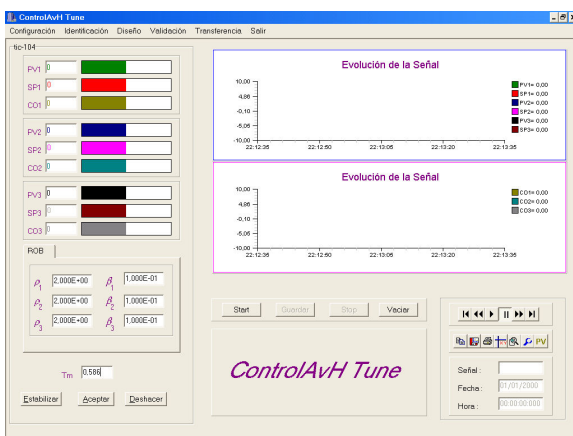 ControlAvH Tune
Configuración Identificación Diseño Validación Transferencia Salir
tic-104
PV1 0
SP1 0
CO1 0
PV2 0
SP2 0
CO2 0
PV3 0
SP3 0
CO3 0
ROB
ρ1 2,000E+00 β1 1,000E-01
ρ2 2,000E+00 β2 1,000E-01
ρ3 2,000E+00 β3 1,000E-01
Tm 0,586
Estabilizar Aceptar Deshacer
Evolución de la Señal
10,00
4,95
-0,10
-5,05
-10,00
22:12:35 22:12:50 22:13:05 22:13:20 22:13:35
PV1= 0,00
SP1= 0,00
PV2= 0,00
SP2= 0,00
PV3= 0,00
SP3= 0,00
Evolución de la Señal
10,00
4,95
-0,10
-5,05
-10,00
22:12:35 22:12:50 22:13:05 22:13:20 22:13:35
CO1= 0,00
CO2= 0,00
CO3= 0,00
Start Guardar Stop Vaciar
ControlAvH Tune
PV
Señal :
Fecha : 01/01/2000
Hora : 00:00:00:000